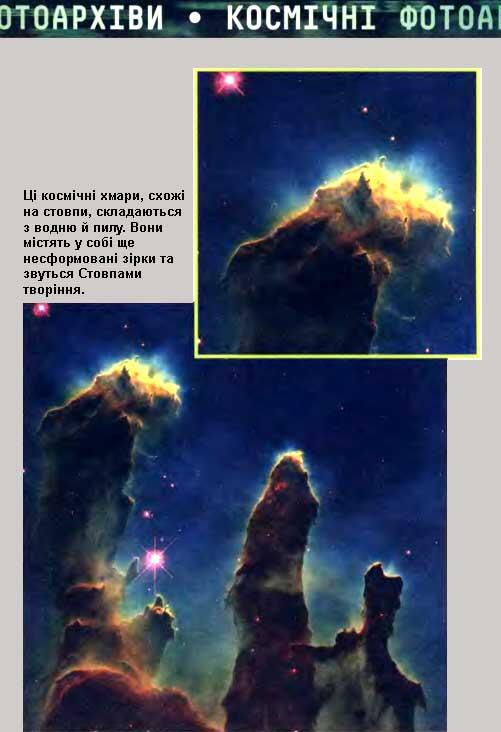 ОТОАРХІВИ • КОСМІЧНІ ФОТОА
Ці космічні хмари, схожі
на стовпи, складаються
з водню й пилу. Вони
містять у собі ще
несформовані зірки та
звуться Стовпами
творіння.